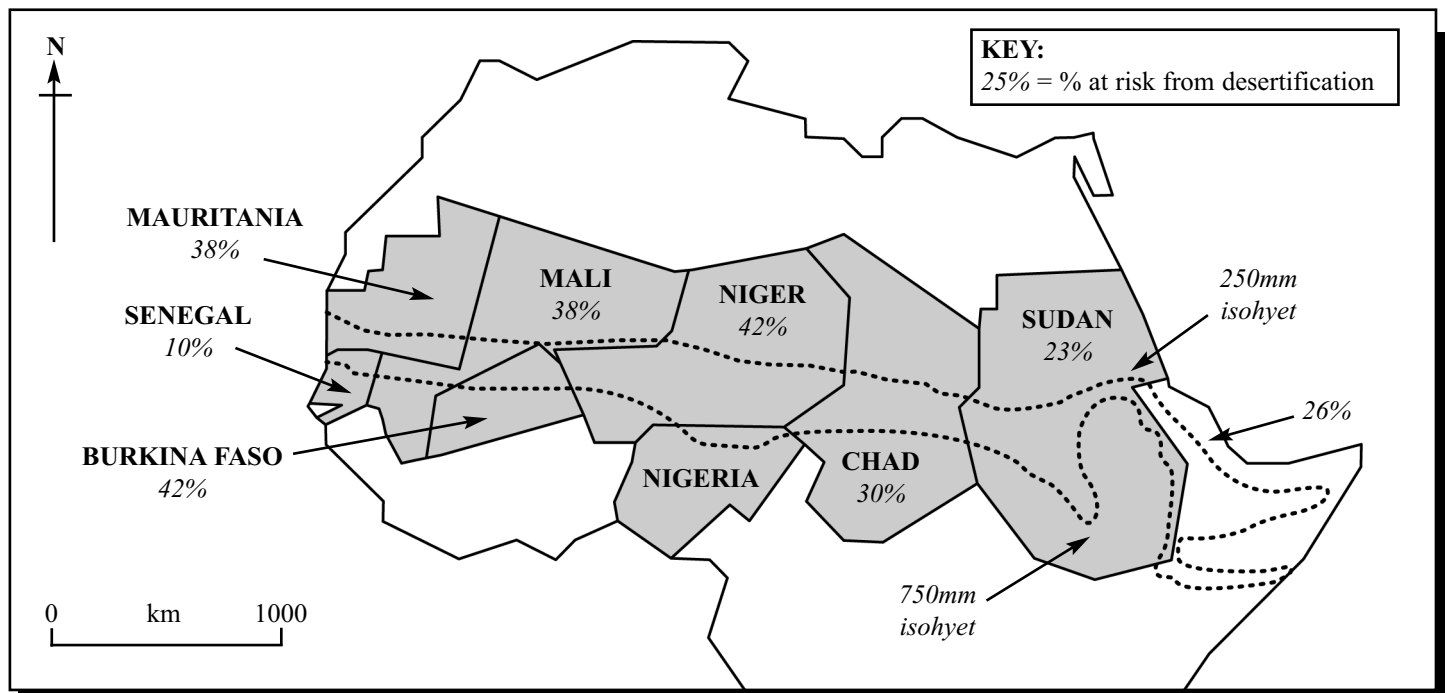 N
KEY:
25% = % at risk from desertification
MAURITANIA
38%
MALI
38%
NIGER
42%
250mm
isohyet
SENEGAL
10%
SUDAN
23%
26%
BURKINA FASO
42%
NIGERIA
CHAD
30%
750mm
isohyet
0 km 1000